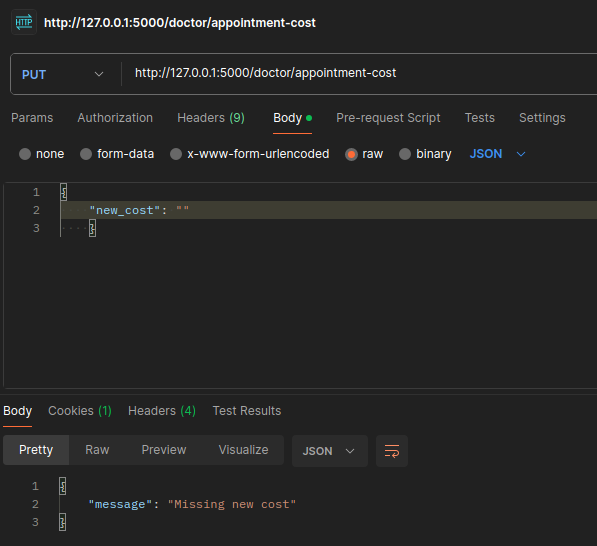 HTTP http://127.0.0.1:5000/doctor/appointment-cost
PUT http://127.0.0.1:5000/doctor/appointment-cost
Params Authorization Headers (9) Body Pre-request Script Tests Settings
none form-data x-www-form-urlencoded raw binary JSON
1 {
2 "new_cost": ""
3 }
Body Cookies (1) Headers (4) Test Results
Pretty Raw Preview Visualize JSON
1 {
2 "message": "Missing new cost"
3 }